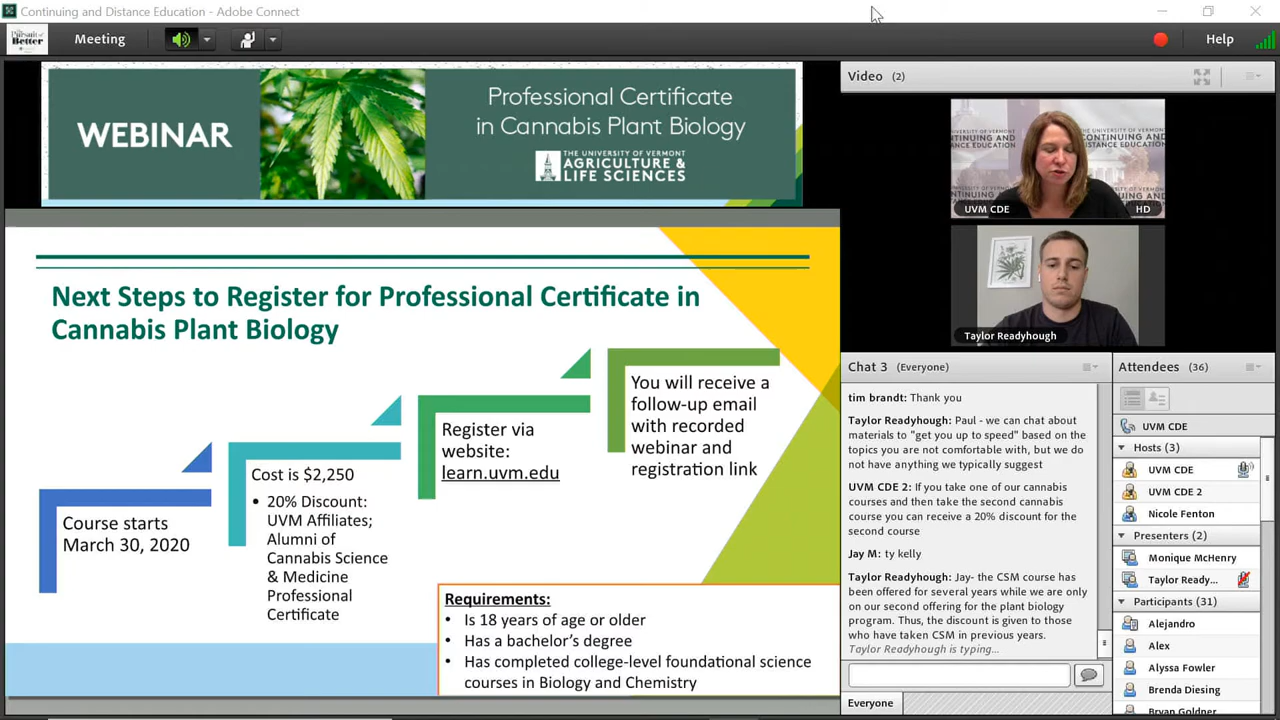 Continuing and Distance Education - Adobe Connect
Pursuit of
Better
Meeting
Help
WEBINAR
Professional Certificate
in Cannabis Plant Biology
THE UNIVERSITY OF VERMONT
AGRICULTURE &
LIFE SCIENCES
Next Steps to Register for Professional Certificate in
Cannabis Plant Biology
Course starts
March 30, 2020
Cost is $2,250
• 20% Discount:
UVM Affiliates;
Alumni of
Cannabis Science
& Medicine
Professional
Certificate
Register via
website:
learn.uvm.edu
You will receive a
follow-up email
with recorded
webinar and
registration link
Requirements:
• Is 18 years of age or older
• Has a bachelor's degree
• Has completed college-level foundational science
courses in Biology and Chemistry
Video (2)
UVM CDE
HD
Taylor Readyhough
Chat 3 (Everyone)
tim brandt: Thank you
Taylor Readyhough: Paul - we can chat about
materials to "get you up to speed" based on the
topics you are not comfortable with, but we do
not have anything we typically suggest
UVM CDE 2: If you take one of our cannabis
courses and then take the second cannabis
course you can receive a 20% discount for the
second course
Jay M: ty kelly
Taylor Readyhough: Jay- the CSM course has
been offered for several years while we are only
on our second offering for the plant biology
program. Thus, the discount is given to those
who have taken CSM in previous years.
Taylor Readyhough is typing...
Everyone
Attendees (36)
UVM CDE
Hosts (3)
UVM CDE
UVM CDE 2
Nicole Fenton
Presenters (2)
Monique McHenry
Taylor Ready...
Participants (31)
Alejandro
Alex
Alyssa Fowler
Brenda Diesing
Bryan Goldner